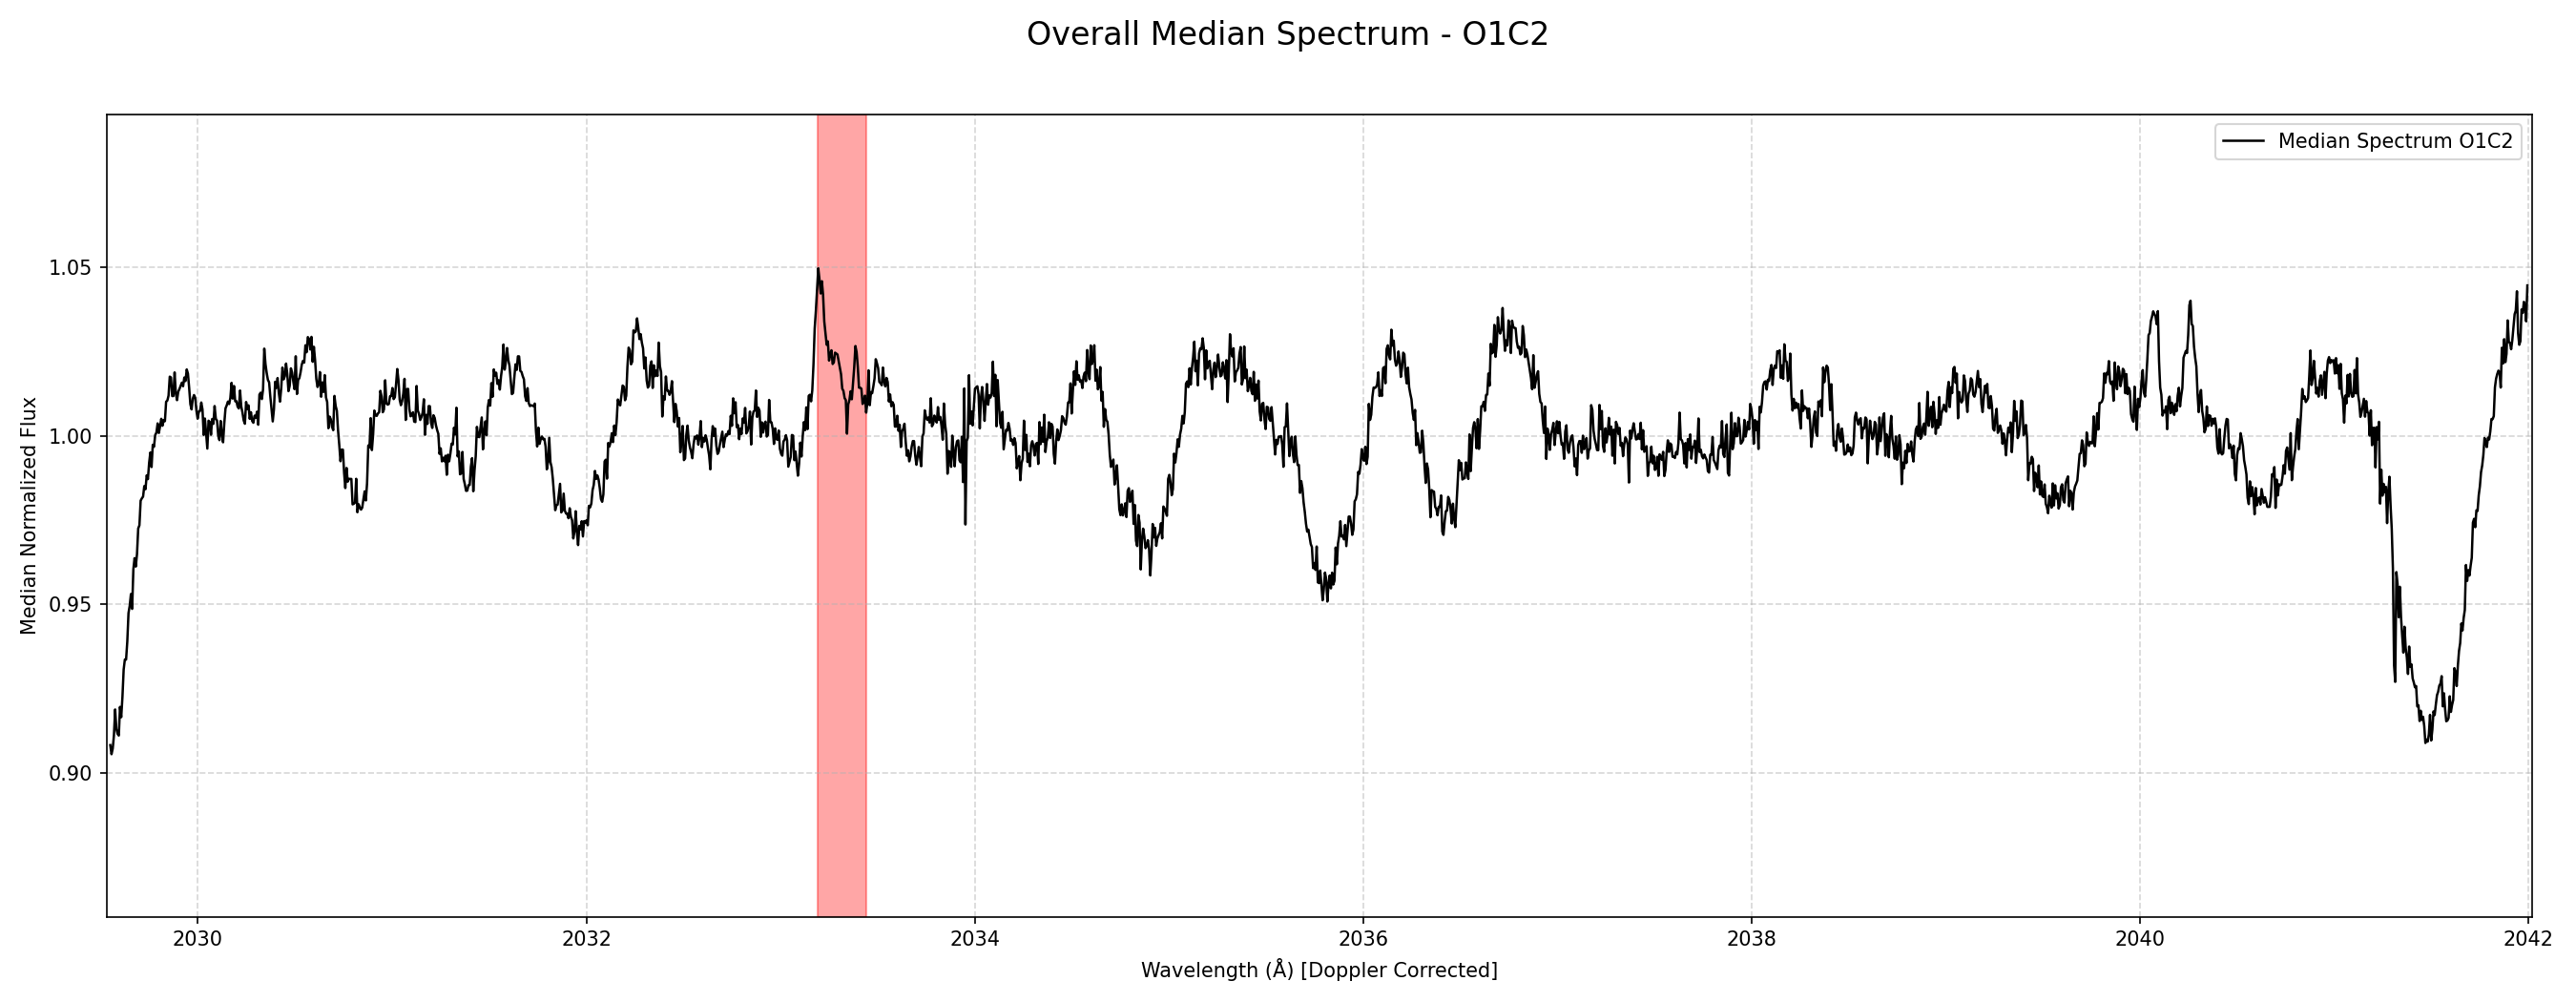 Overall Median Spectrum - O1C2
Median Spectrum O1C2
Median Normalized Flux
1.05
1.00
0.95
0.90
2030 2032 2034 2036 2038 2040 2042
Wavelength (Å) [Doppler Corrected]